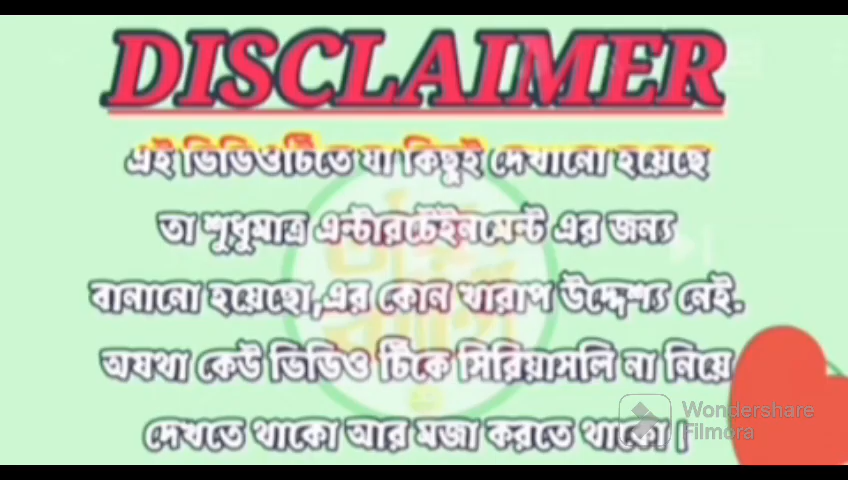 DISCLAIMER
এই ভিডিওটিতে যা কিছুই দেখানো হয়েছে
তা শুধুমাত্র এন্টারটেইনমেন্ট এর জন্য
বানানো হয়েছো,এর কোন খারাপ উদ্দেশ্য নেই.
অযথা কেউ ভিডিও টিকে সিরিয়াসলি না নিয়ে
দেখতে থাকো আর মজা করতে থাকো।
Wondershare
Filmora